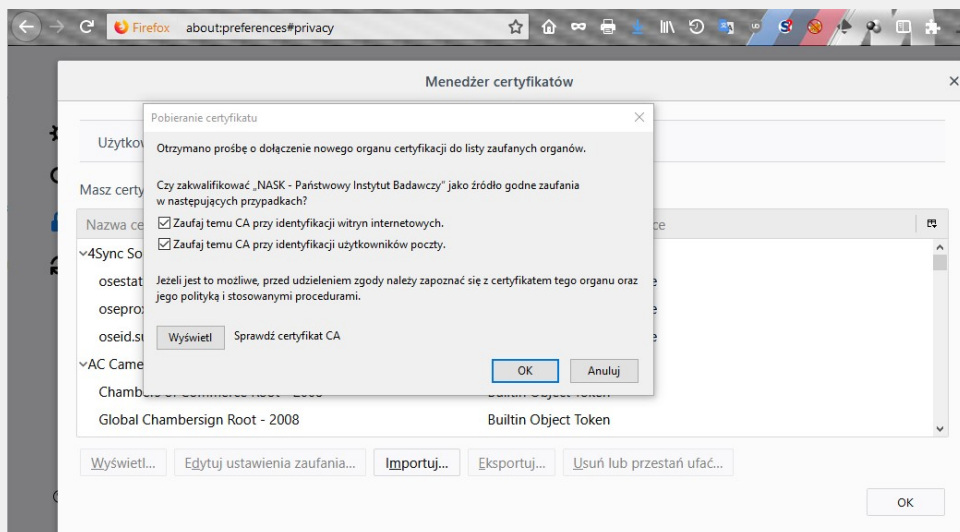 Firefox about:preferences#privacy
Menedżer certyfikatów
Pobieranie certyfikatu
Otrzymano prośbę o dołączenie nowego organu certyfikacji do listy zaufanych organów.
Czy zakwalifikować „NASK - Państwowy Instytut Badawczy” jako źródło godne zaufania
w następujących przypadkach?
Zaufaj temu CA przy identyfikacji witryn internetowych.
Zaufaj temu CA przy identyfikacji użytkowników poczty.
Jeżeli jest to możliwe, przed udzieleniem zgody należy zapoznać się z certyfikatem tego organu oraz
jego polityką i stosowanymi procedurami.
Wyświetl Sprawdź certyfikat CA
OK Anuluj
Użytkow
Masz certy
Nazwa ce
4Sync So
osestat
oseprox
oseid.su
AC Came
Global Chambersign Root - 2008 Builtin Object Token
Wyświetl... Edytuj ustawienia zaufania... Importuj... Eksportuj... Usuń lub przestań ufać...
OK